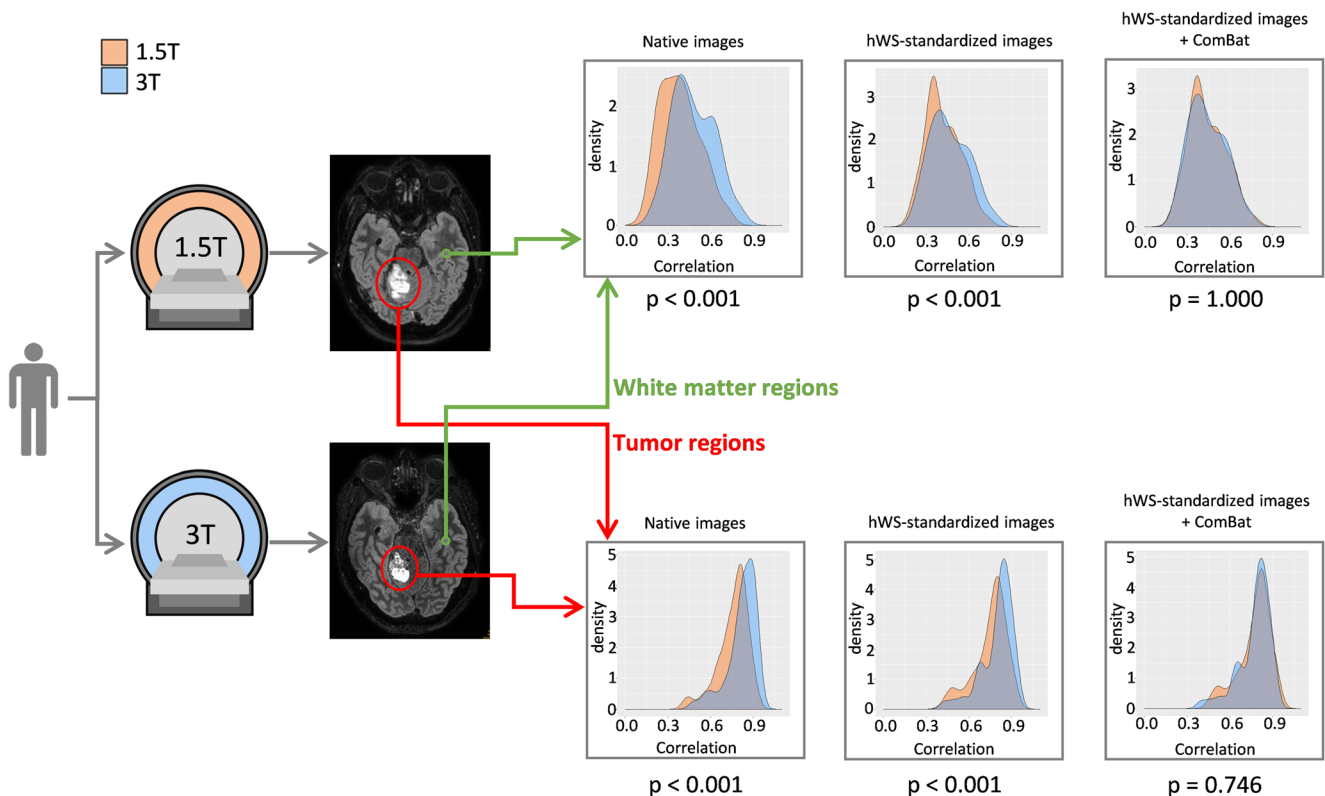 1.5T
3T
1.5T
3T
White matter regions
Tumor regions
Native images
density
2
1
0
0.0 0.3 0.6 0.9
Correlation
p < 0.001
hWS-standardized images
density
3
2
1
0
0.0 0.3 0.6 0.9
Correlation
p < 0.001
hWS-standardized images
+ ComBat
density
3
2
1
0
0.0 0.3 0.6 0.9
Correlation
p = 1.000
Native images
density
5
4
3
2
1
0
0.0 0.3 0.6 0.9
Correlation
p < 0.001
hWS-standardized images
density
5
4
3
2
1
0
0.0 0.3 0.6 0.9
Correlation
p < 0.001
hWS-standardized images
+ ComBat
density
5
4
3
2
1
0
0.0 0.3 0.6 0.9
Correlation
p = 0.746